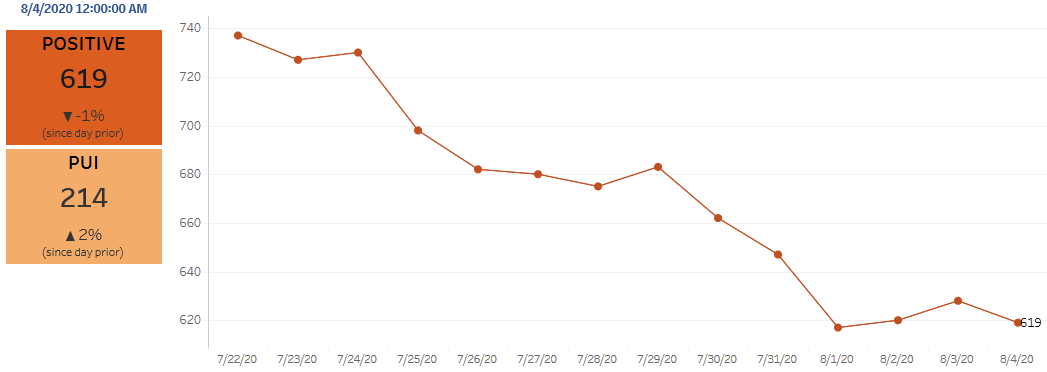 8/4/2020 12:00:00 AM
POSITIVE
619
▼-1%
(since day prior)
PUI
214
▲2%
(since day prior)
740
720
700
680
660
640
620
619
7/22/20 7/23/20 7/24/20 7/25/20 7/26/20 7/27/20 7/28/20 7/29/20 7/30/20 7/31/20 8/1/20 8/2/20 8/3/20 8/4/20